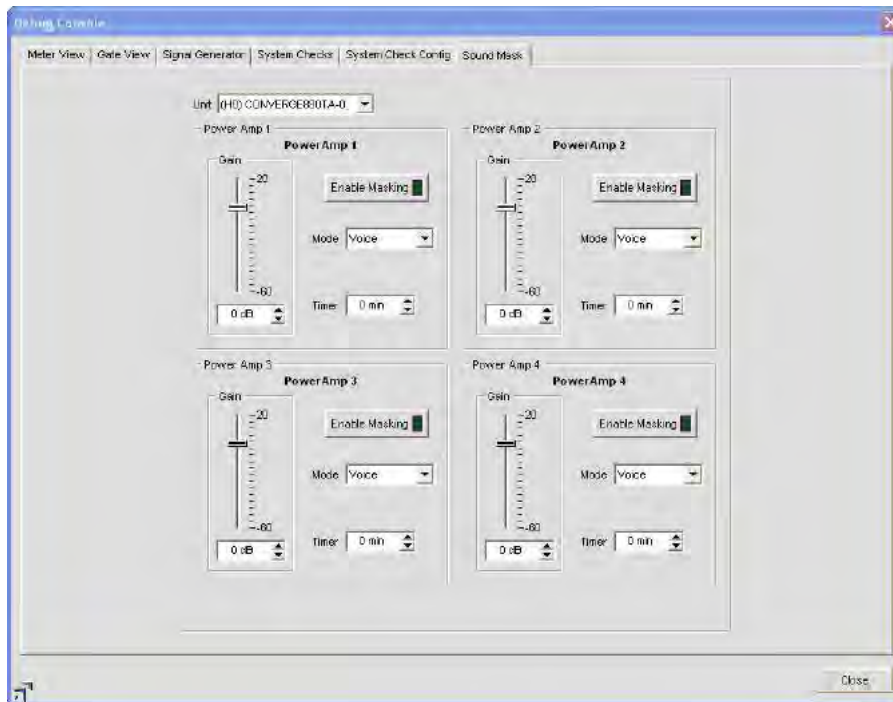 Debug Console
Meter View Gate View Signal Generator System Checks System Check Config Sound Mask
Unit (H0) CONVERGE880TA-0
Power Amp 1
PowerAmp 1
Gain
20
-60
0 dB
Enable Masking
Mode Voice
Timer 0 min
Power Amp 2
PowerAmp 2
Gain
20
-60
0 dB
Enable Masking
Mode Voice
Timer 0 min
Power Amp 3
PowerAmp 3
Gain
20
-60
0 dB
Enable Masking
Mode Voice
Timer 0 min
Power Amp 4
PowerAmp 4
Gain
20
-60
0 dB
Enable Masking
Mode Voice
Timer 0 min
Close